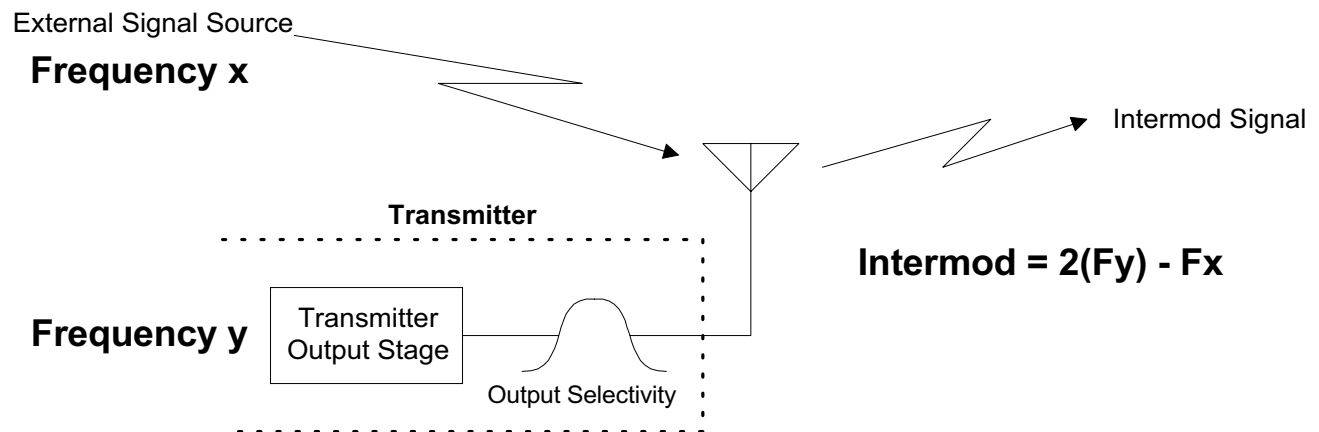 External Signal Source
Frequency x
Intermod Signal
Transmitter
Intermod = 2(Fy) - Fx
Frequency y
Transmitter
Output Stage
Output Selectivity